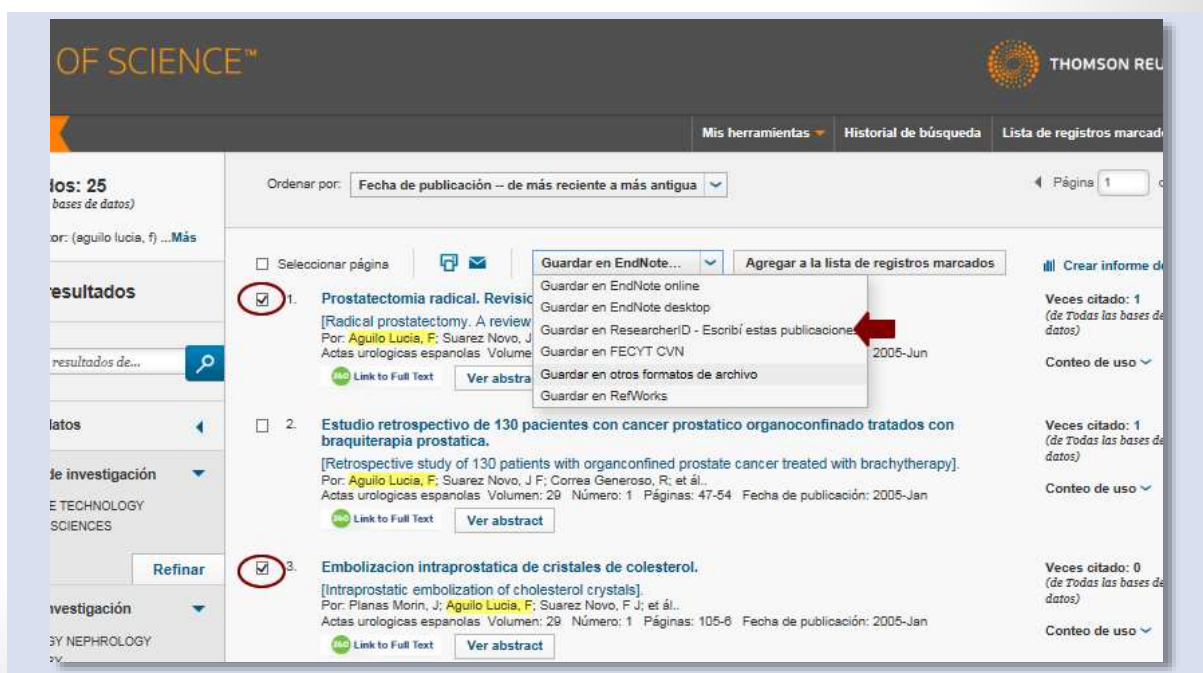 OF SCIENCE™
THOMSON REU
Mis herramientas Historial de búsqueda Lista de registros marcad
dos: 25
bases de datos)
or: (aguilo lucia, f) ...Más
Ordenar por: Fecha de publicación -- de más reciente a más antigua
Página 1
Seleccionar página
Guardar en EndNote... Agregar a la lista de registros marcados
Crear informe d
Guardar en EndNote online
Guardar en EndNote desktop
Guardar en ResearcherID - Escribí estas publicaciones
Guardar en FECYT CVN
Guardar en otros formatos de archivo
Guardar en RefWorks
resultados
resultados de...
1. Prostatectomia radical. Revisic
[Radical prostatectomy. A review
Por: Aguilo Lucia, F; Suarez Novo, J
Actas urologicas espanolas Volume : 2005-Jun
360 Link to Full Text Ver abstra
Veces citado: 1
(de Todas las bases de
datos)
Conteo de uso
datos
2. Estudio retrospectivo de 130 pacientes con cancer prostatico organoconfinado tratados con
braquiterapia prostatica.
[Retrospective study of 130 patients with organconfined prostate cancer treated with brachytherapy].
Por: Aguilo Lucia, F; Suarez Novo, J F; Correa Generoso, R; et ál..
Actas urologicas espanolas Volumen: 29 Número: 1 Páginas: 47-54 Fecha de publicación: 2005-Jan
360 Link to Full Text Ver abstract
Veces citado: 1
(de Todas las bases de
datos)
Conteo de uso
de investigación
E TECHNOLOGY
SCIENCES
Refinar
3. Embolizacion intraprostatica de cristales de colesterol.
[Intraprostatic embolization of cholesterol crystals].
Por: Planas Morin, J; Aguilo Lucia, F; Suarez Novo, F J; et ál..
Actas urologicas espanolas Volumen: 29 Número: 1 Páginas: 105-6 Fecha de publicación: 2005-Jan
360 Link to Full Text Ver abstract
Veces citado: 0
(de Todas las bases de
datos)
Conteo de uso
nvestigación
GY NEPHROLOGY